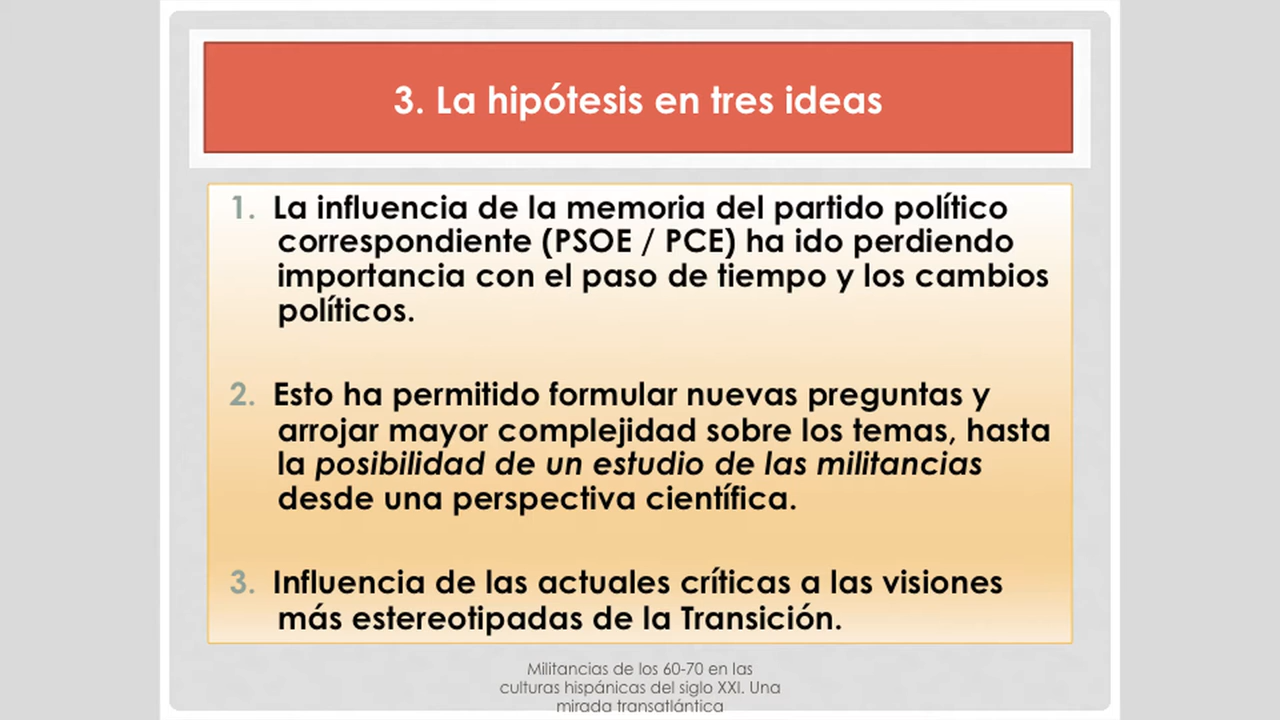 3. La hipótesis en tres ideas
1. La influencia de la memoria del partido político
correspondiente (PSOE / PCE) ha ido perdiendo
importancia con el paso de tiempo y los cambios
políticos.
2. Esto ha permitido formular nuevas preguntas y
arrojar mayor complejidad sobre los temas, hasta
la posibilidad de un estudio de las militancias
desde una perspectiva científica.
3. Influencia de las actuales críticas a las visiones
más estereotipadas de la Transición.
Militancias de los 60-70 en las
culturas hispánicas del siglo XXI. Una
mirada transatlántica